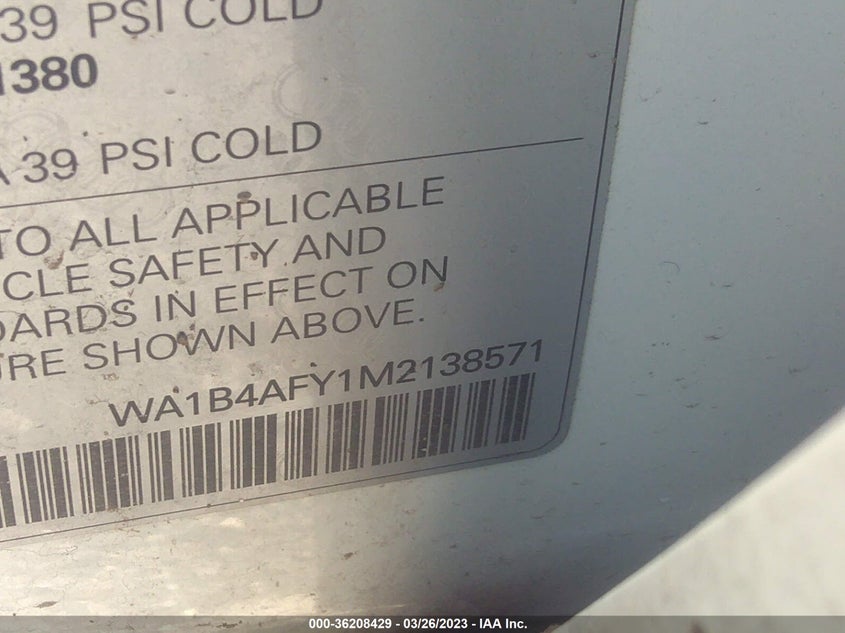 39 PSI COLD
1380
A 39 PSI COLD
TO ALL APPLICABLE
CLE SAFETY AND
DARDS IN EFFECT ON
URE SHOWN ABOVE.
WA1B4AFY1M2138571
000-36208429 - 03/26/2023 - IAA Inc.